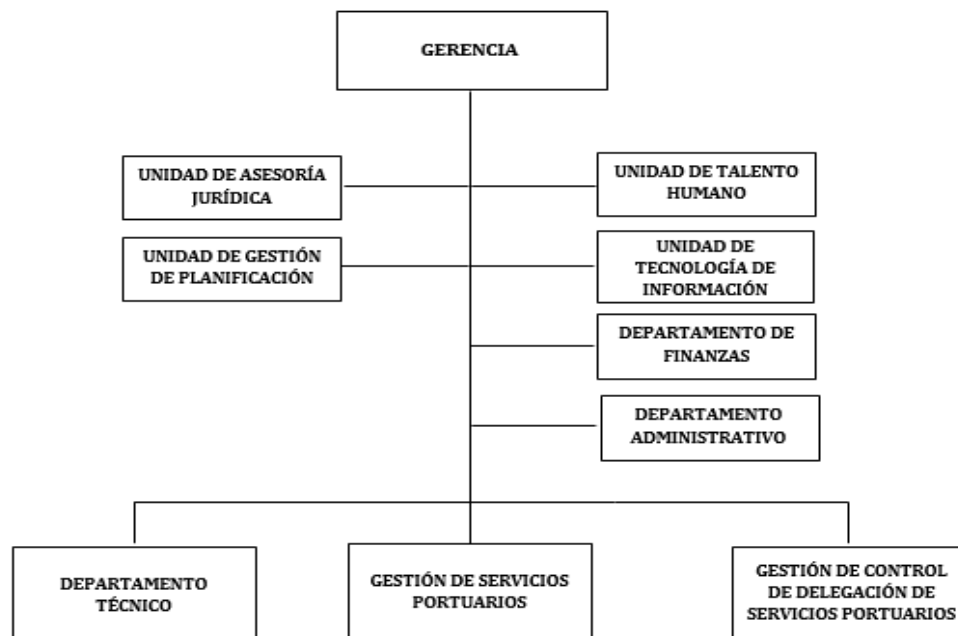 GERENCIA
UNIDAD DE ASESORÍA
JURÍDICA
UNIDAD DE TALENTO
HUMANO
UNIDAD DE GESTIÓN
DE PLANIFICACIÓN
UNIDAD DE
TECNOLOGÍA DE
INFORMACIÓN
DEPARTAMENTO DE
FINANZAS
DEPARTAMENTO
ADMINISTRATIVO
DEPARTAMENTO
TÉCNICO
GESTIÓN DE SERVICIOS
PORTUARIOS
GESTIÓN DE CONTROL
DE DELEGACIÓN DE
SERVICIOS PORTUARIOS